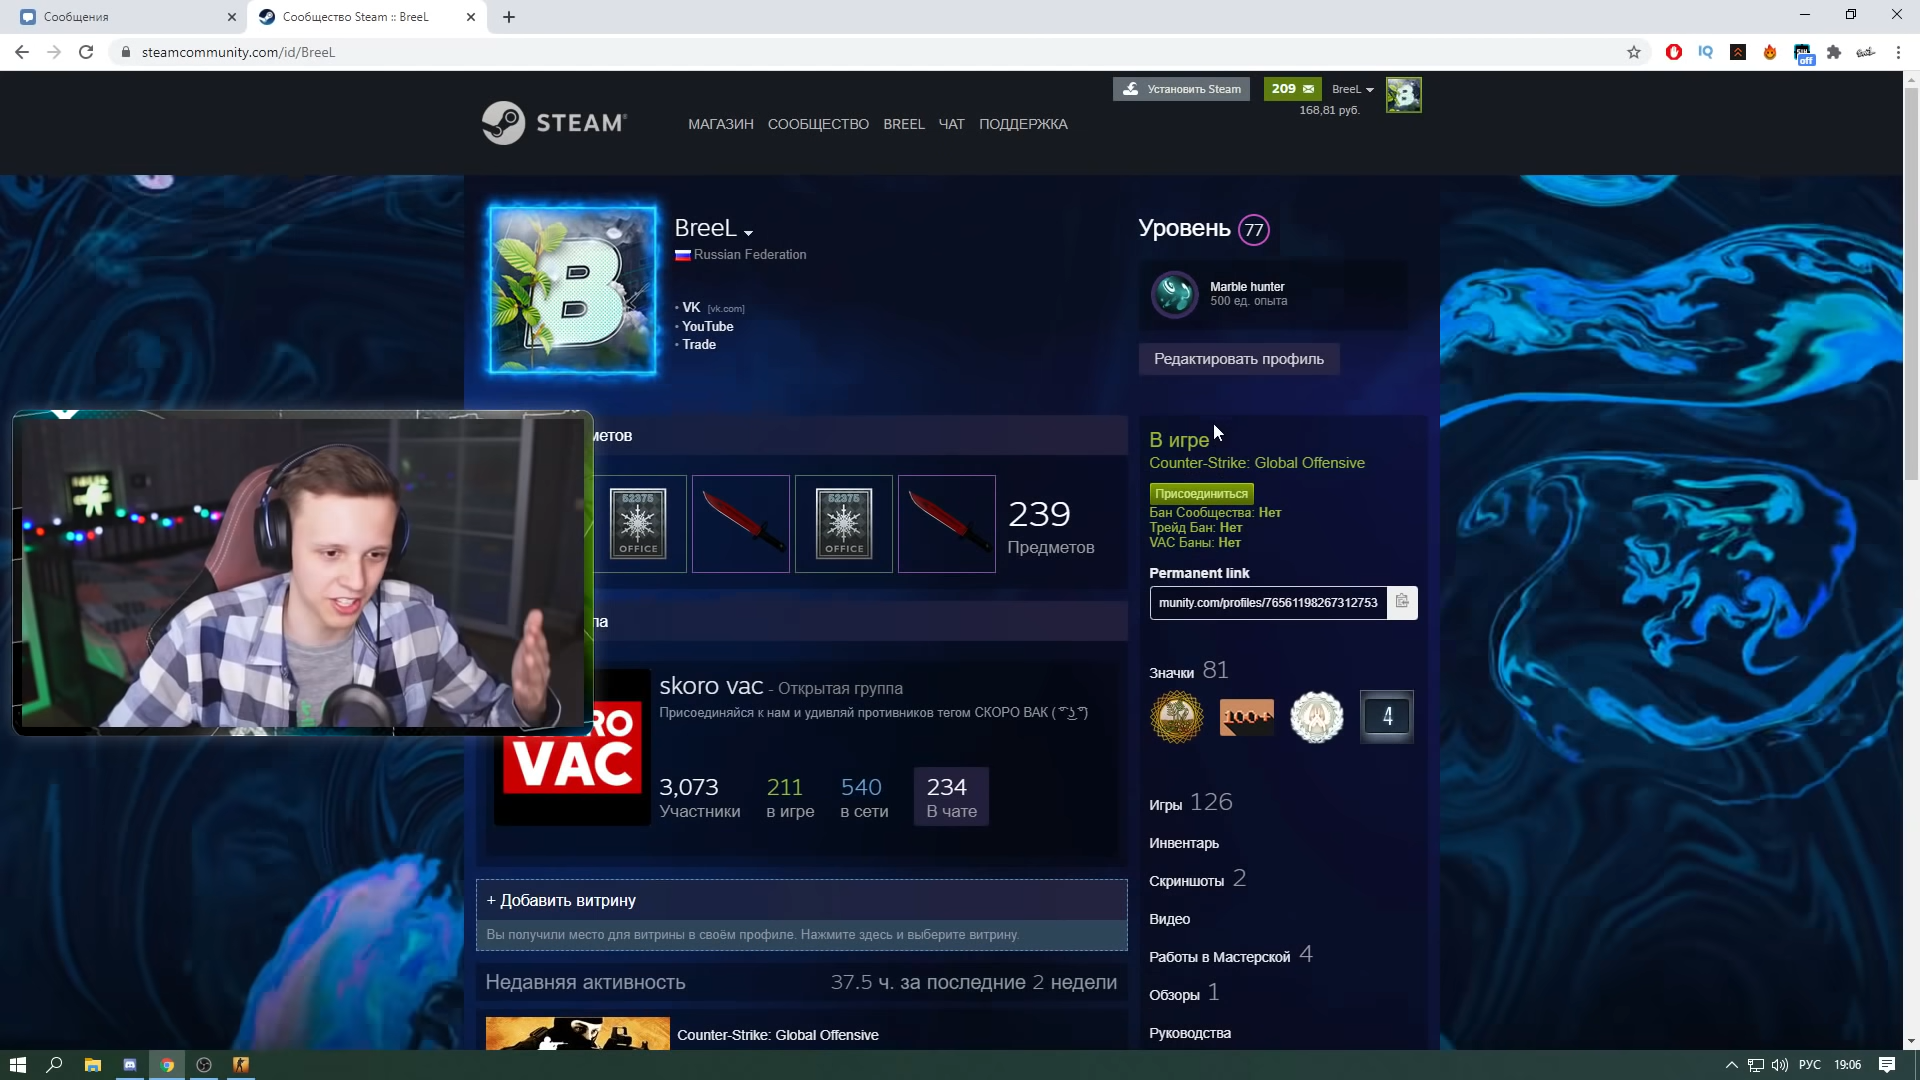 Сообщения
Сообщество Steam :: BreeL
steamcommunity.com/id/BreeL
IQ
off
STEAM
МАГАЗИН СООБЩЕСТВО BREEL ЧАТ ПОДДЕРЖКА
Установить Steam
209
BreeL
168,81 руб.
BreeL
Russian Federation
VK [vk.com]
YouTube
Trade
Уровень 77
Marble hunter
500 ед. опыта
Редактировать профиль
метов
52375
OFFICE
52375
OFFICE
239
Предметов
В игре
Counter-Strike: Global Offensive
Присоединиться
Бан Сообщества: Нет
Трейд Бан: Нет
VAC Баны: Нет
Permanent link
munity.com/profiles/76561198267312753
па
RO
VAC
skoro vac - Открытая группа
Присоединяйся к нам и удивляй противников тегом СКОРО ВАК ( ͡° ͜ʖ ͡°)
3,073 211 540 234
Участники в игре в сети В чате
Значки 81
100+
4
Игры 126
Инвентарь
Скриншоты 2
Видео
Работы в Мастерской 4
Обзоры 1
Руководства
+ Добавить витрину
Вы получили место для витрины в своём профиле. Нажмите здесь и выберите витрину.
Недавняя активность 37.5 ч. за последние 2 недели
Counter-Strike: Global Offensive
РУС 19:06